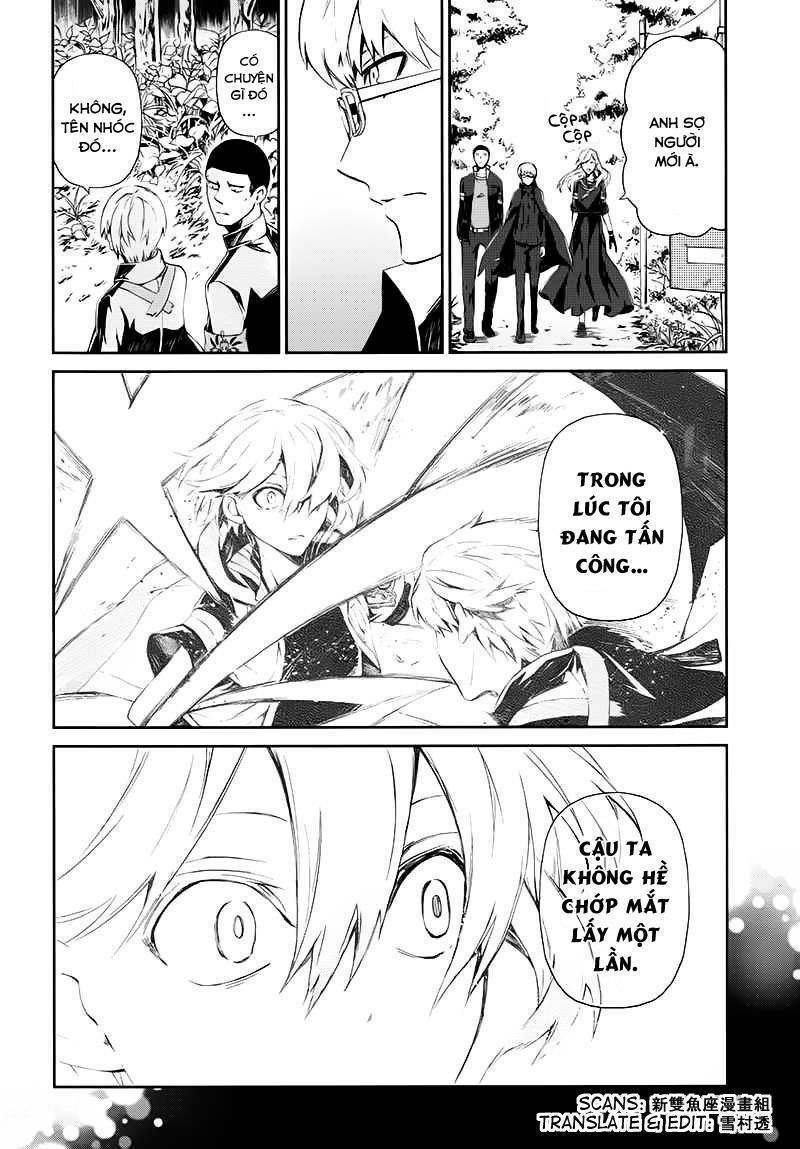 ANH SỢ
NGƯỜI
MỚI À.
CỘP
CỘP
CÓ
CHUYỆN
GÌ ĐÓ
...
KHÔNG,
TÊN NHÓC
ĐÓ...
TRONG
LÚC TÔI
ĐANG TẤN
CÔNG...
CẬU TA
KHÔNG HỀ
CHỚP MẮT
LẤY MỘT
LẦN.
SCANS: 新雙魚座漫畫組
TRANSLATE & EDIT: 雪村透